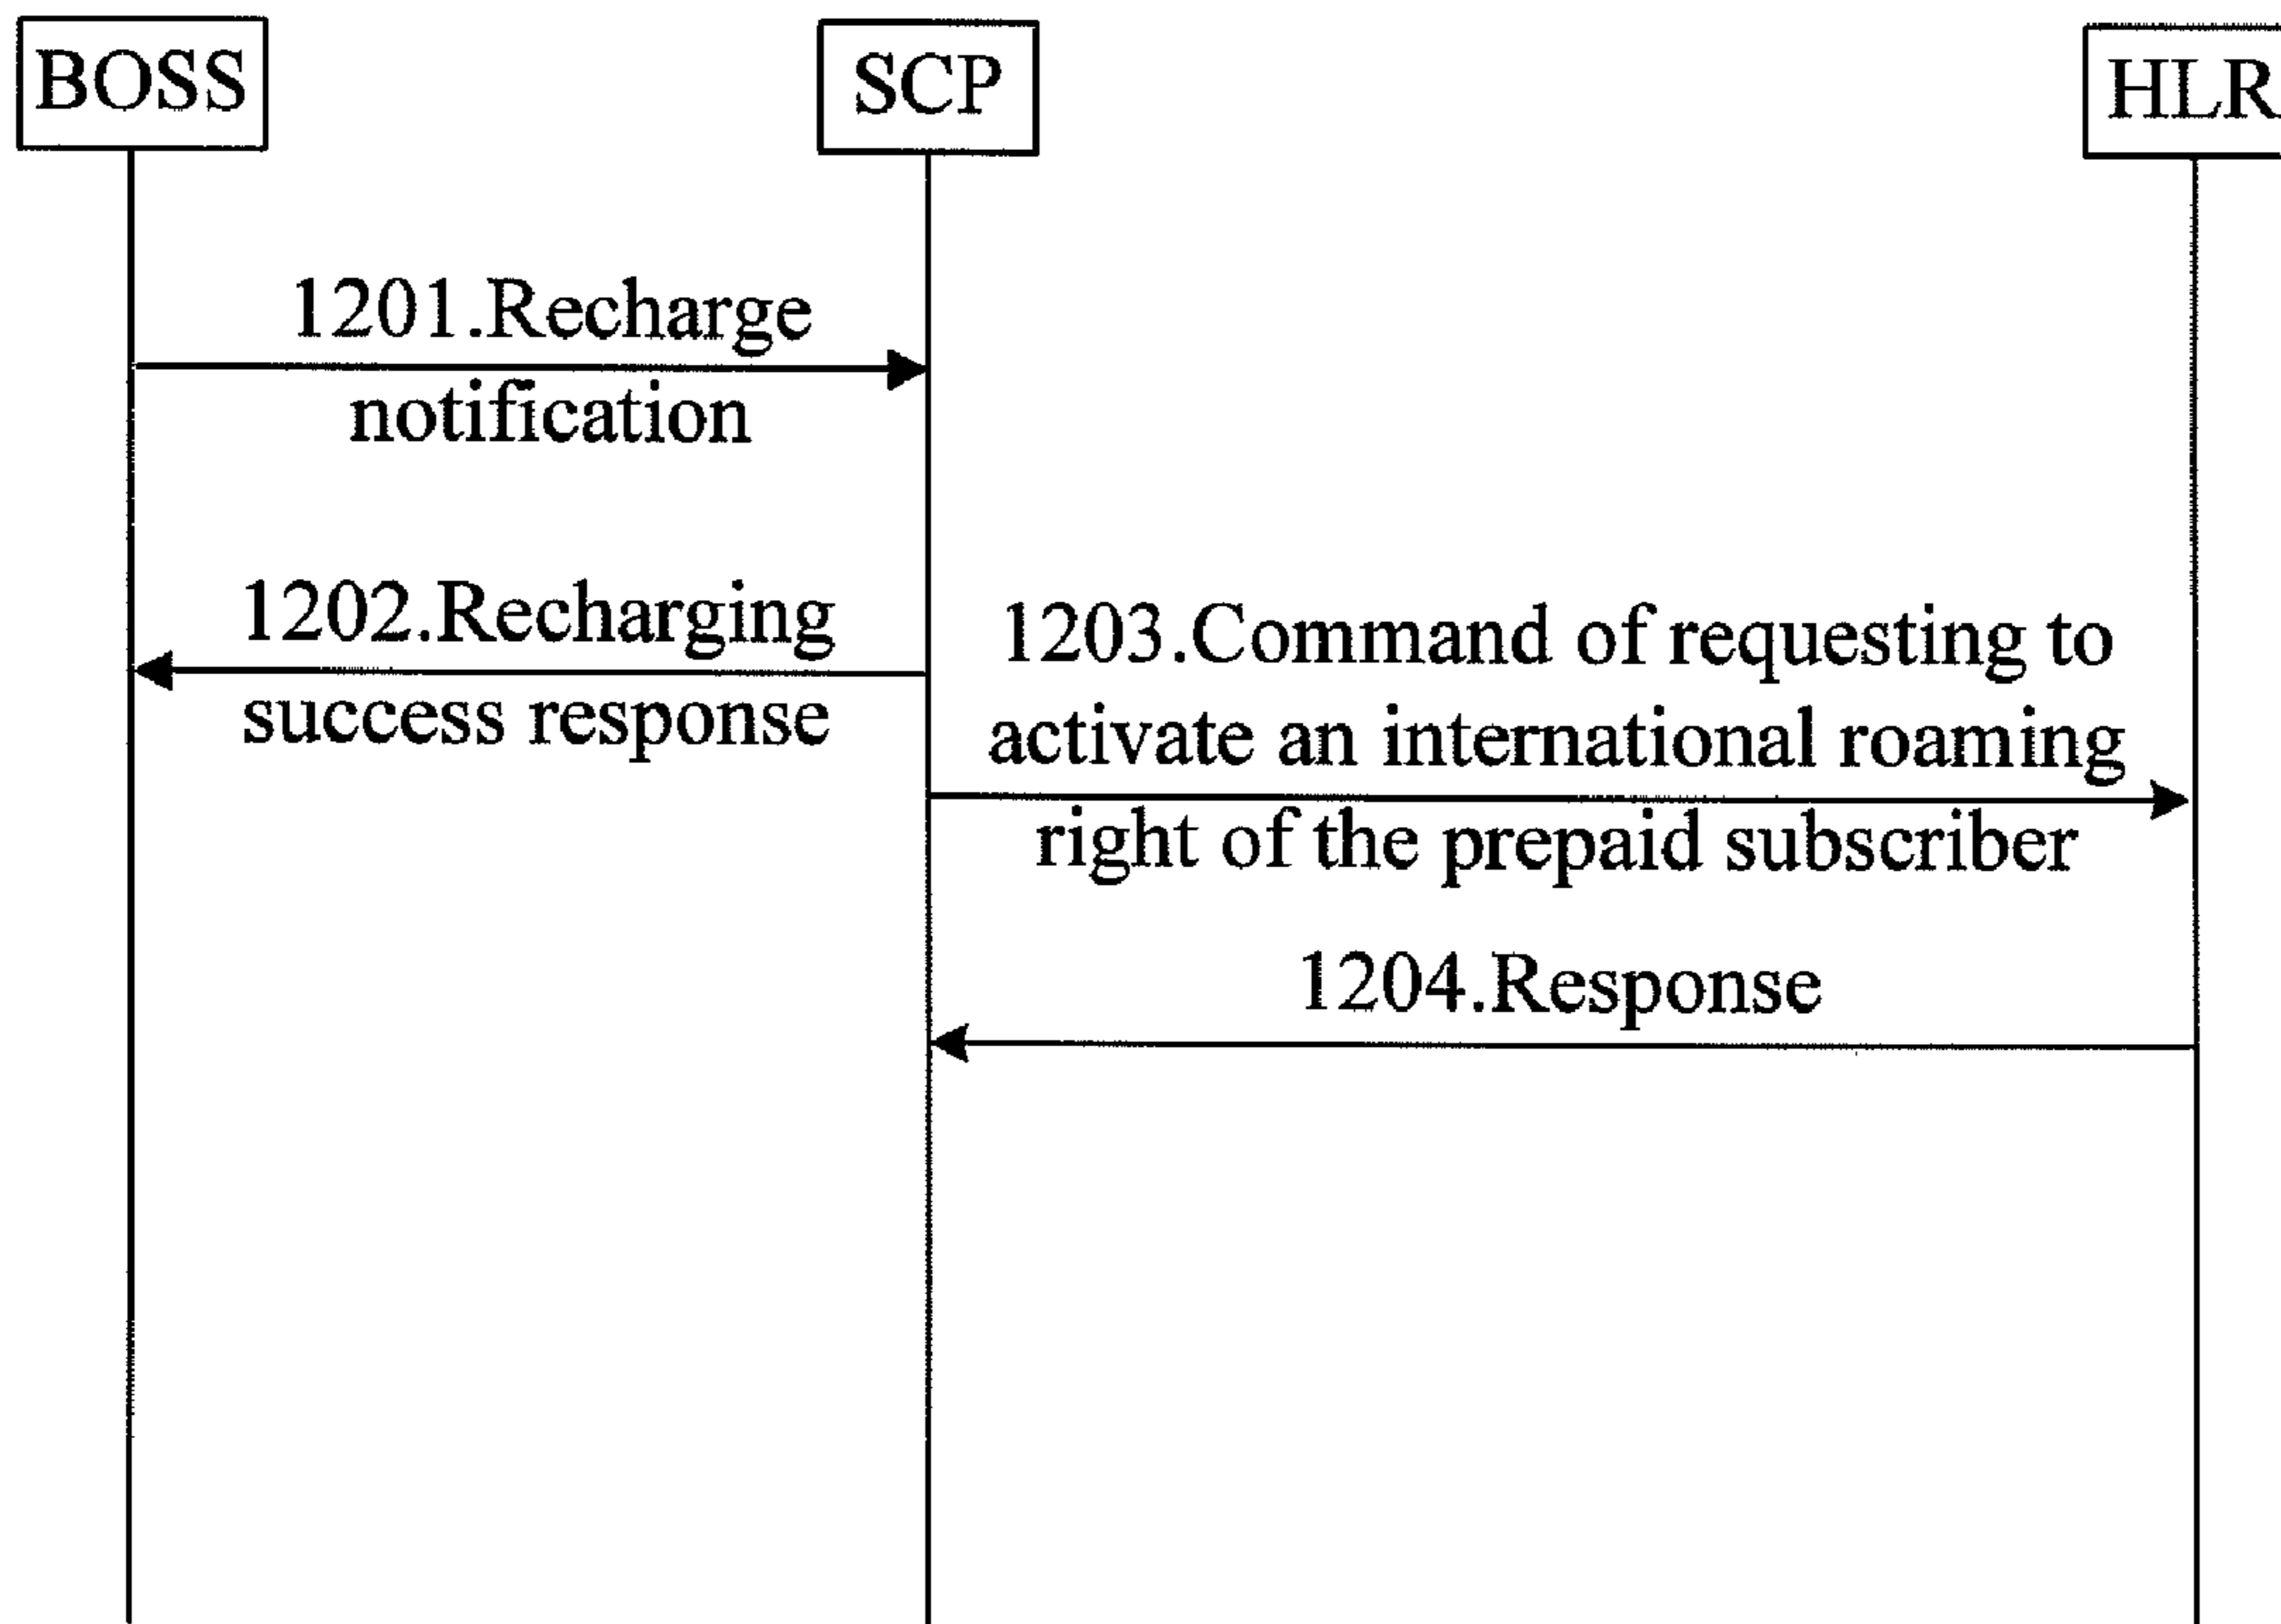 BOSS
SCP
HLR
1201.Recharge
notification
1202.Recharging
success response
1203.Command of requesting to
activate an international roaming
right of the prepaid subscriber
1204.Response